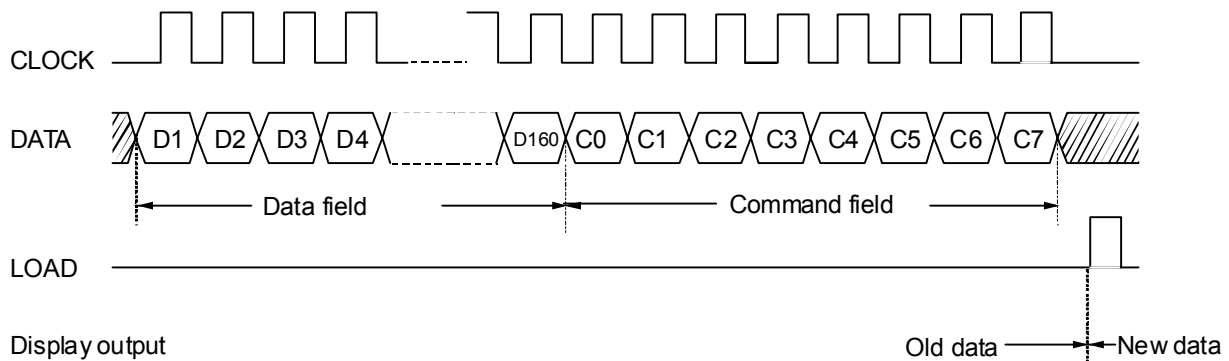 CLOCK
DATA D1 D2 D3 D4 D160 C0 C1 C2 C3 C4 C5 C6 C7
Data field Command field
LOAD
Display output Old data New data